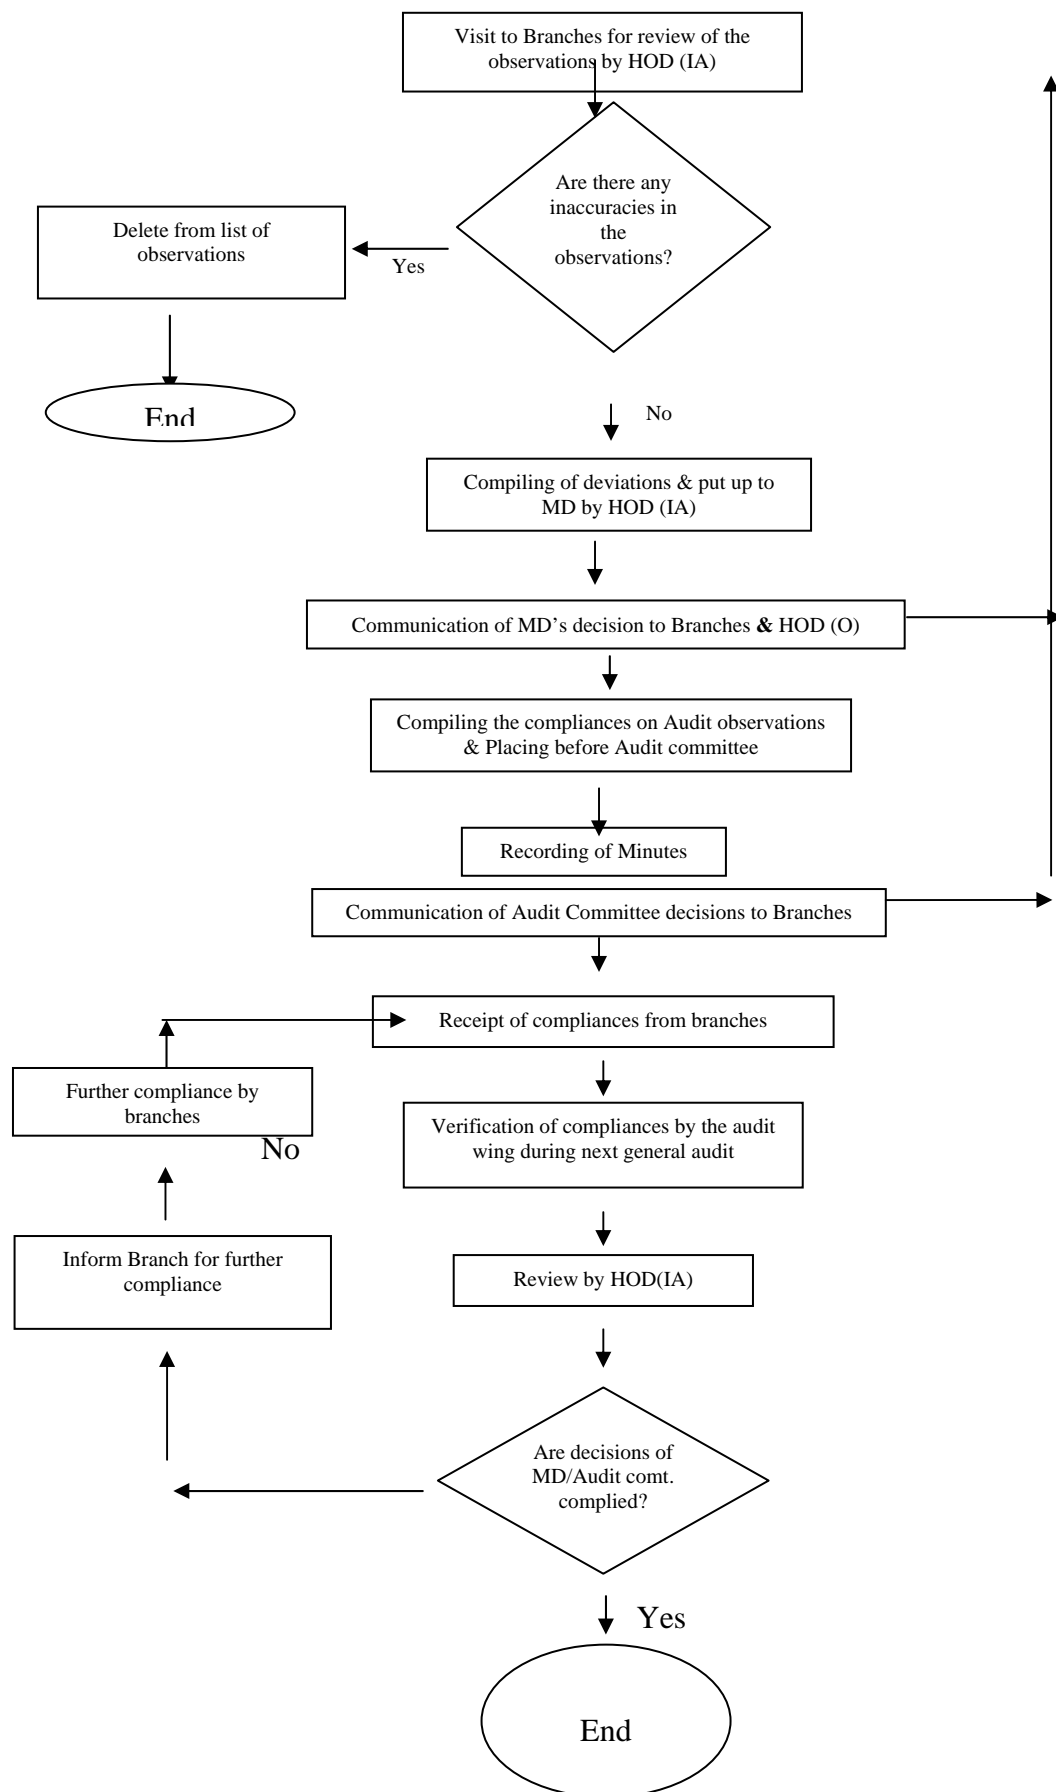 Visit to Branches for review of the
observations by HOD (IA)
Are there any
inaccuracies in
the
observations?
Delete from list of
observations
Yes
End
No
Compiling of deviations & put up to
MD by HOD (IA)
Communication of MD’s decision to Branches & HOD (O)
Compiling the compliances on Audit observations
& Placing before Audit committee
Recording of Minutes
Communication of Audit Committee decisions to Branches
Receipt of compliances from branches
Further compliance by
branches
No
Verification of compliances by the audit
wing during next general audit
Inform Branch for further
compliance
Review by HOD(IA)
Are decisions of
MD/Audit comt.
complied?
Yes
End